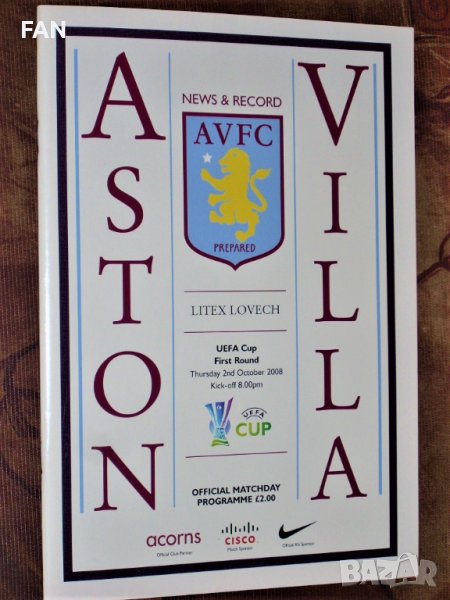 FAN
ASTON
VILLA
NEWS & RECORD
AVFC
PREPARED
LITEX LOVECH
UEFA Cup
First Round
Thursday 2nd October 2008
Kick-off 8.00pm
UEFA
CUP
OFFICIAL MATCHDAY
PROGRAMME £2.00
acorns
Official Club Partner
CISCO
Match Sponsor
Official Kit Sponsor
BAZAR